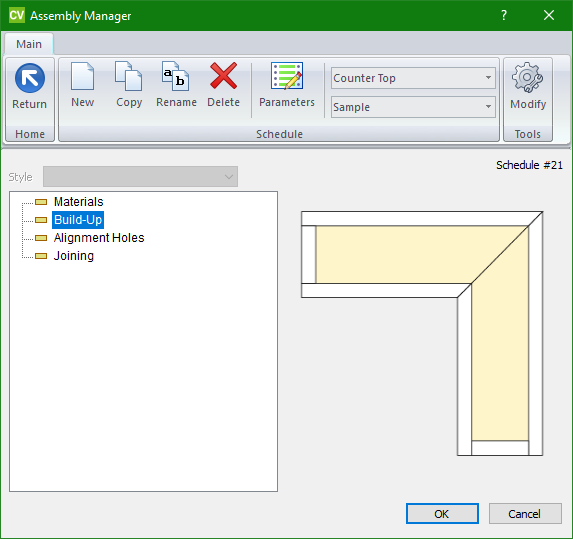 CV Assembly Manager ?
Main
Return
New
a b
Copy
Rename
Delete
Parameters
Counter Top
Sample
Modify
Home
Schedule
Tools
Schedule #21
Style
Materials
Build-Up
Alignment Holes
Joining
OK
Cancel